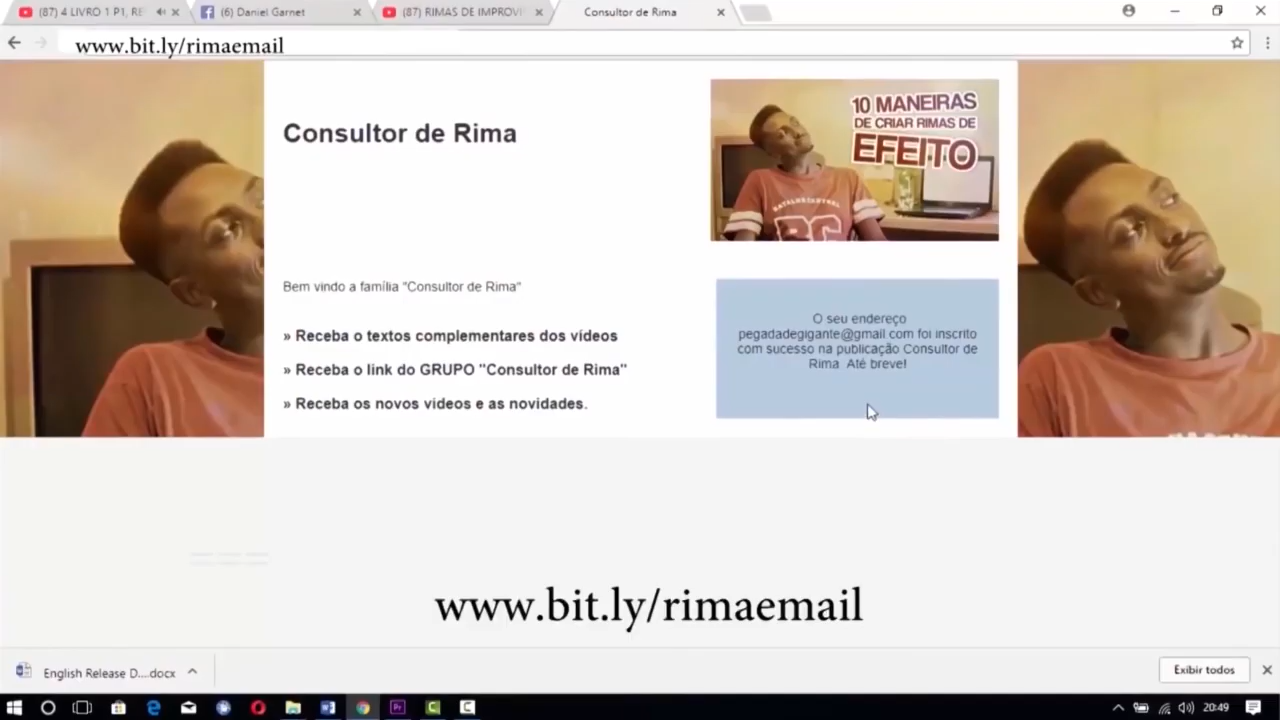 (87) 4 LIVRO 1 P1, RE
(6) Daniel Garnet
(87) RIMAS DE IMPROVI
Consultor de Rima
www.bit.ly/rimaemail
Consultor de Rima
10 MANEIRAS
DE CRIAR RIMAS DE
EFEITO
BATALHA CENTRAL
BC
Bem vindo a família "Consultor de Rima"
» Receba o textos complementares dos vídeos
» Receba o link do GRUPO "Consultor de Rima"
» Receba os novos videos e as novidades.
O seu endereço
pegadadegigante@gmail.com foi inscrito
com sucesso na publicação Consultor de
Rima. Até breve!
www.bit.ly/rimaemail
English Release D....docx
Exibir todos
20:49